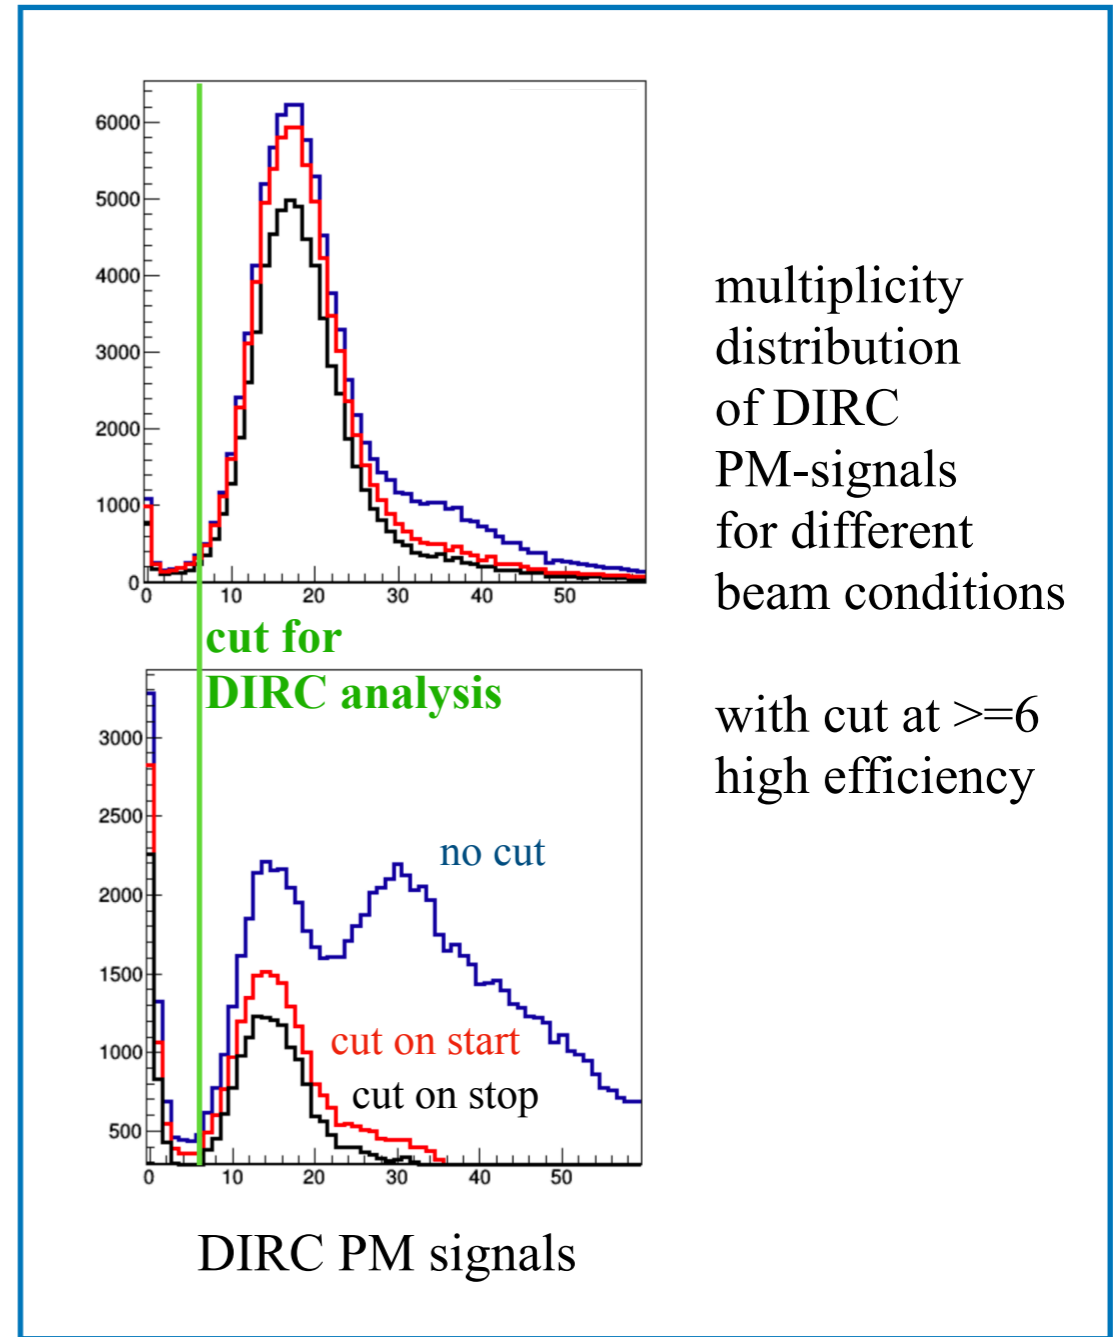 6000
5000
4000
3000
2000
1000
0
0 10 20 30 40 50
cut for
DIRC analysis
3000
2500
2000
1500
1000
500
no cut
cut on start
cut on stop
0 10 20 30 40 50
DIRC PM signals
multiplicity
distribution
of DIRC
PM-signals
for different
beam conditions
with cut at >=6
high efficiency